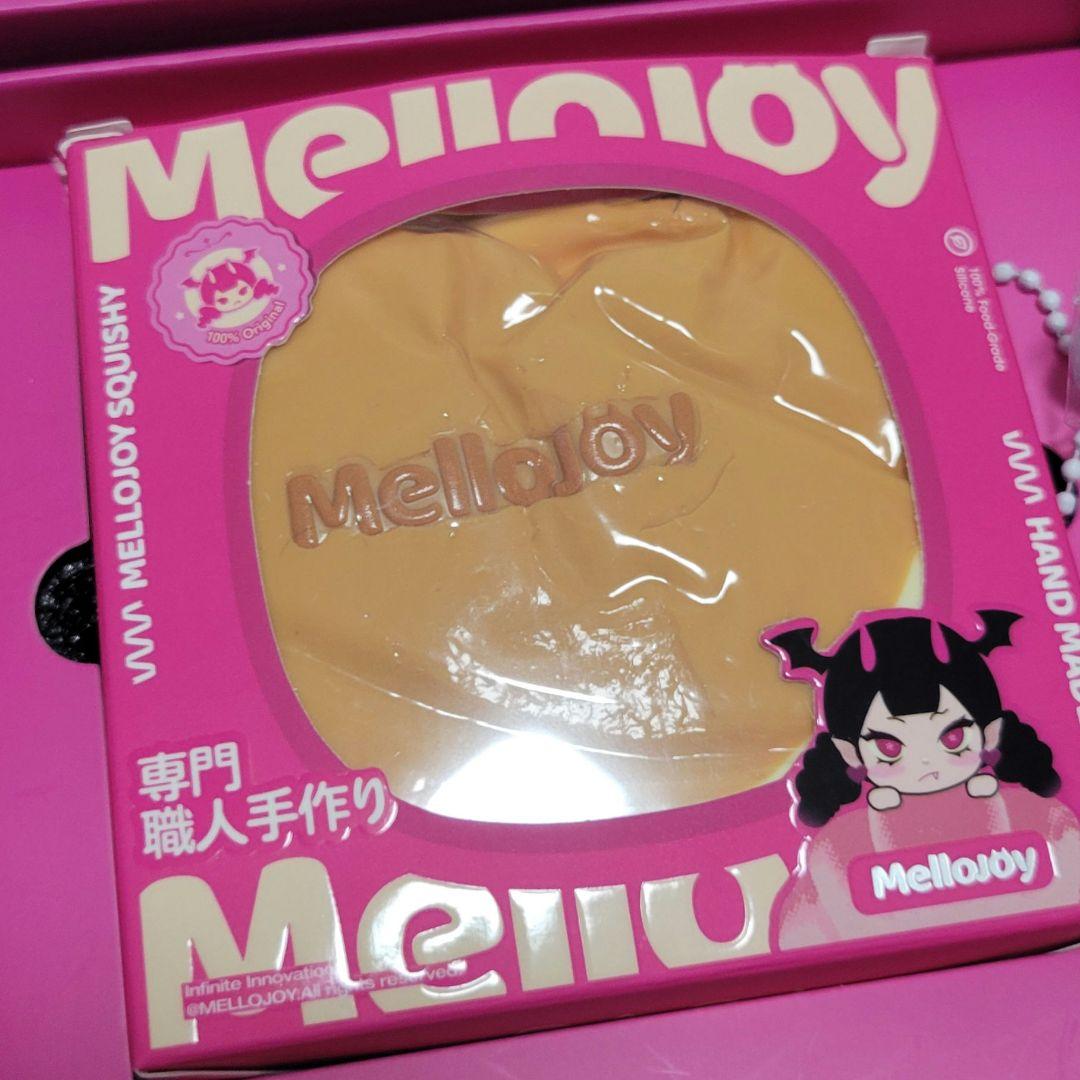 Mellojoy
100% Original
100% Food-Grade
Silicone
MELLOJOY SQUISHY
Mellojoy
HAND MADE
専門
職人手作り
Mellojoy
Infinite Innovation
@MELLOJOY.All rights reserved.